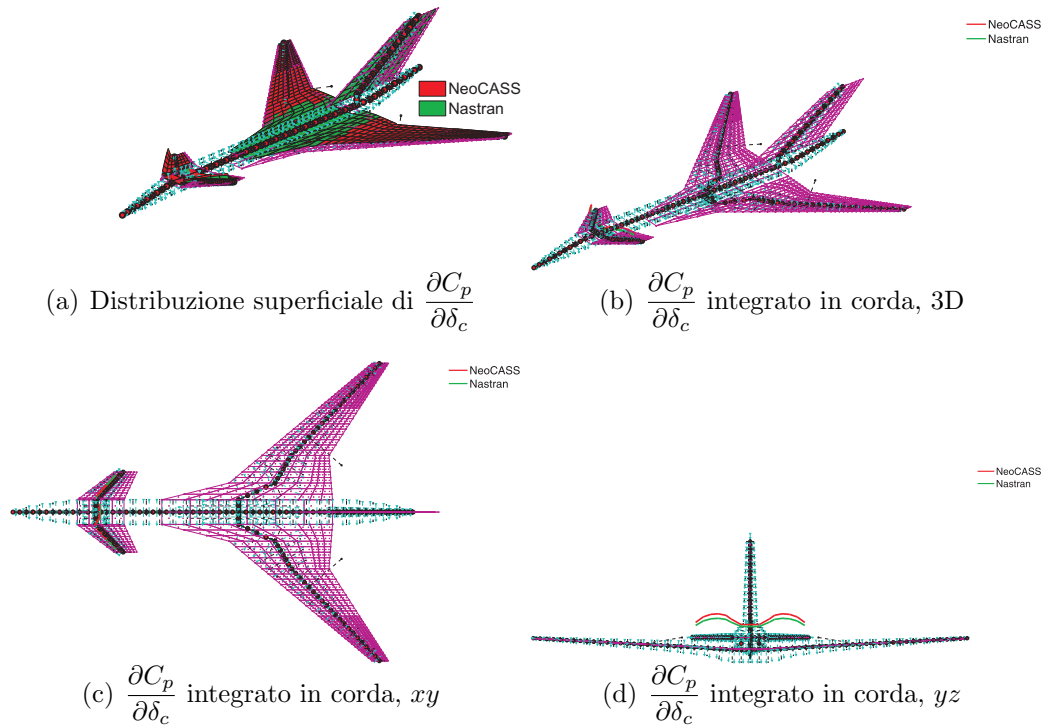 NeoCASS
Nastran
(a) Distribuzione superficiale di ∂C_p/∂δ_c
NeoCASS
Nastran
(b) ∂C_p/∂δ_c integrato in corda, 3D
NeoCASS
Nastran
(c) ∂C_p/∂δ_c integrato in corda, xy
NeoCASS
Nastran
(d) ∂C_p/∂δ_c integrato in corda, yz